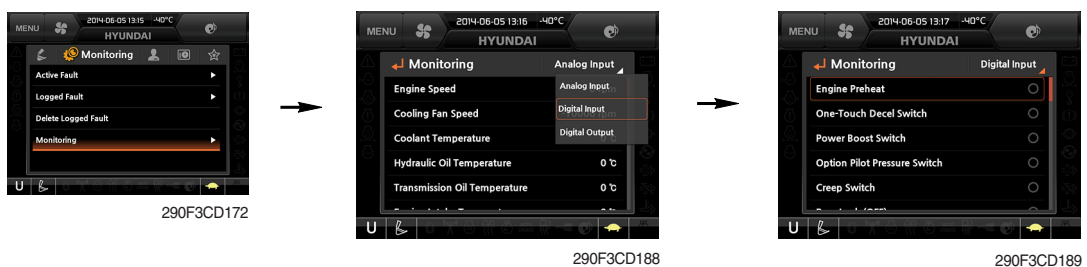 MENU
2014-06-05 13:15 -40°C
HYUNDAI
Monitoring
Active Fault
Logged Fault
Delete Logged Fault
Monitoring
U
290F3CD172
MENU
2014-06-05 13:16 -40°C
HYUNDAI
Monitoring Analog Input
Engine Speed
Cooling Fan Speed
Coolant Temperature
Hydraulic Oil Temperature 0 ℃
Transmission Oil Temperature 0 ℃
Analog Input
Digital Input
Digital Output
U
290F3CD188
MENU
2014-06-05 13:17 -40°C
HYUNDAI
Monitoring Digital Input
Engine Preheat
One-Touch Decel Switch
Power Boost Switch
Option Pilot Pressure Switch
Creep Switch
U
290F3CD189